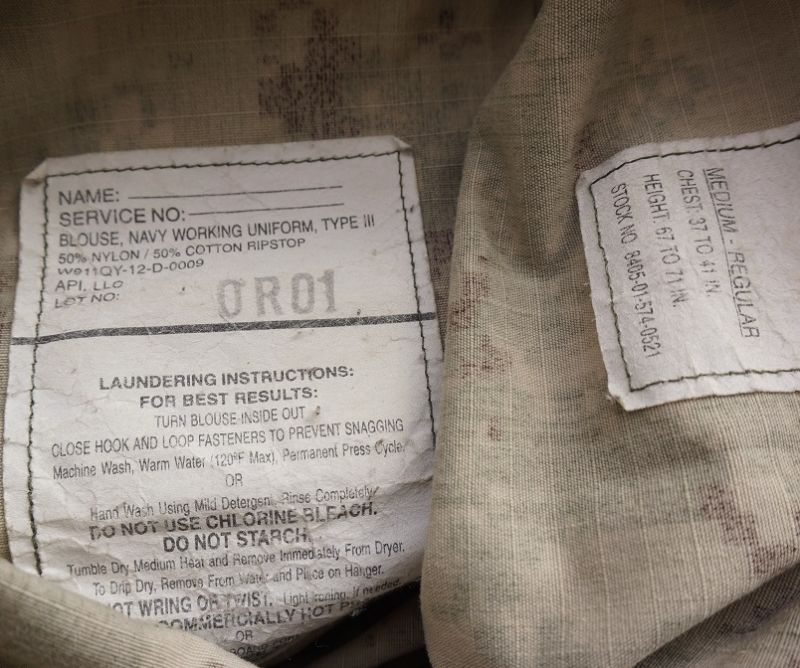 NAME:
SERVICE NO:
BLOUSE, NAVY WORKING UNIFORM, TYPE III
50% NYLON / 50% COTTON RIPSTOP
W911QY-12-D-0009
API, LLC
LOT NO:
0R01
LAUNDERING INSTRUCTIONS:
FOR BEST RESULTS:
TURN BLOUSE INSIDE OUT
CLOSE HOOK AND LOOP FASTENERS TO PREVENT SNAGGING
Machine Wash, Warm Water (120°F Max), Permanent Press Cycle.
OR
Hand Wash Using Mild Detergent, Rinse Completely
DO NOT USE CHLORINE BLEACH.
DO NOT STARCH.
Tumble Dry Medium Heat and Remove Immediately From Dryer.
To Drip Dry, Remove From Water and Place on Hanger.
NOT WRING OR TWIST. Light Ironing, if needed.
COMMERCIALLY HOT
OR
MEDIUM - REGULAR
CHEST: 37 TO 41 IN.
HEIGHT: 67 TO 71 IN.
STOCK NO. 8405-01-574-0521